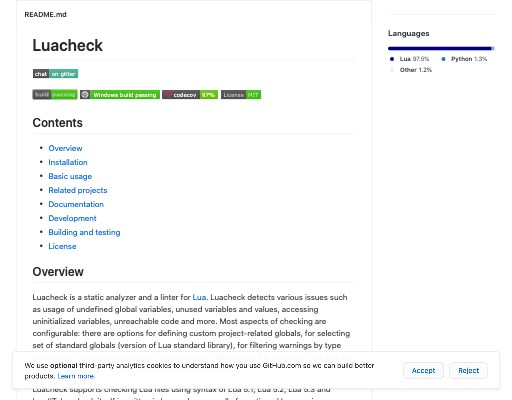 README.md
Luacheck
chat on gitter
build passing Windows build passing codecov 97% License MIT
Contents
Overview
Installation
Basic usage
Related projects
Documentation
Development
Building and testing
License
Overview
Luacheck is a static analyzer and a linter for Lua. Luacheck detects various issues such
as usage of undefined global variables, unused variables and values, accessing
uninitialized variables, unreachable code and more. Most aspects of checking are
configurable: there are options for defining custom project-related globals, for selecting
set of standard globals (version of Lua standard library), for filtering warnings by type
We use optional third-party analytics cookies to understand how you use GitHub.com so we can build better
products. Learn more.
Accept Reject
Luacheck supports checking Lua files using syntax of Lua 5.1, Lua 5.2, Lua 5.3 and
Languages
Lua 97.5% Python 1.3%
Other 1.2%